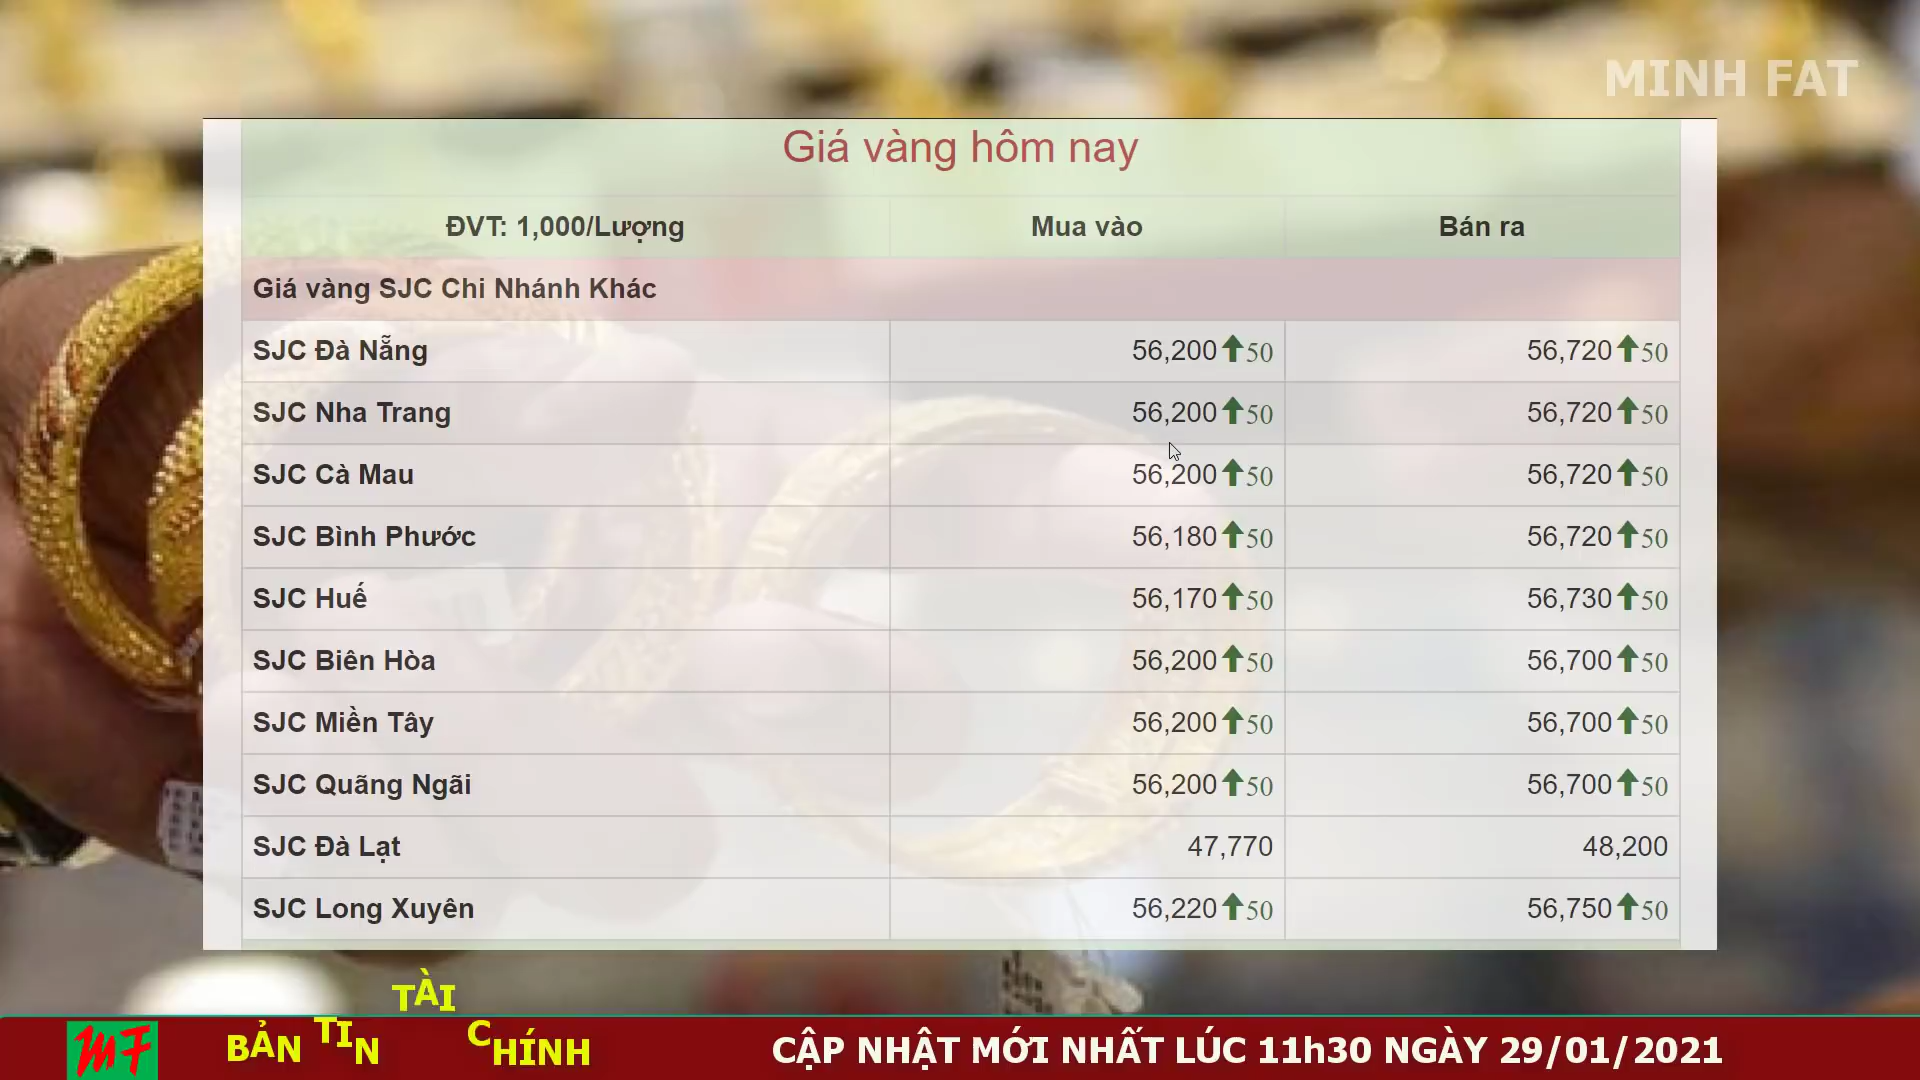 MINH FAT
Giá vàng hôm nay
ĐVT: 1,000/Lượng Mua vào Bán ra
Giá vàng SJC Chi Nhánh Khác
SJC Đà Nẵng 56,200 50 56,720 50
SJC Nha Trang 56,200 50 56,720 50
SJC Cà Mau 56,200 50 56,720 50
SJC Bình Phước 56,180 50 56,720 50
SJC Huế 56,170 50 56,730 50
SJC Biên Hòa 56,200 50 56,700 50
SJC Miền Tây 56,200 50 56,700 50
SJC Quãng Ngãi 56,200 50 56,700 50
SJC Đà Lạt 47,770 48,200
SJC Long Xuyên 56,220 50 56,750 50
MF BẢN TIN TÀI CHÍNH CẬP NHẬT MỚI NHẤT LÚC 11h30 NGÀY 29/01/2021